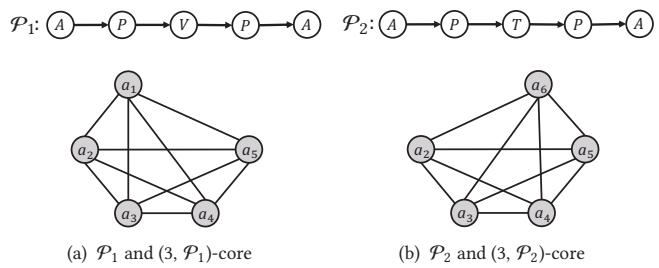 𝒫₁: A P V P A
𝒫₂: A P T P A
a₁
a₂ a₅
a₃ a₄
a₆
a₂ a₅
a₃ a₄
(a) 𝒫₁ and (3, 𝒫₁)-core
(b) 𝒫₂ and (3, 𝒫₂)-core